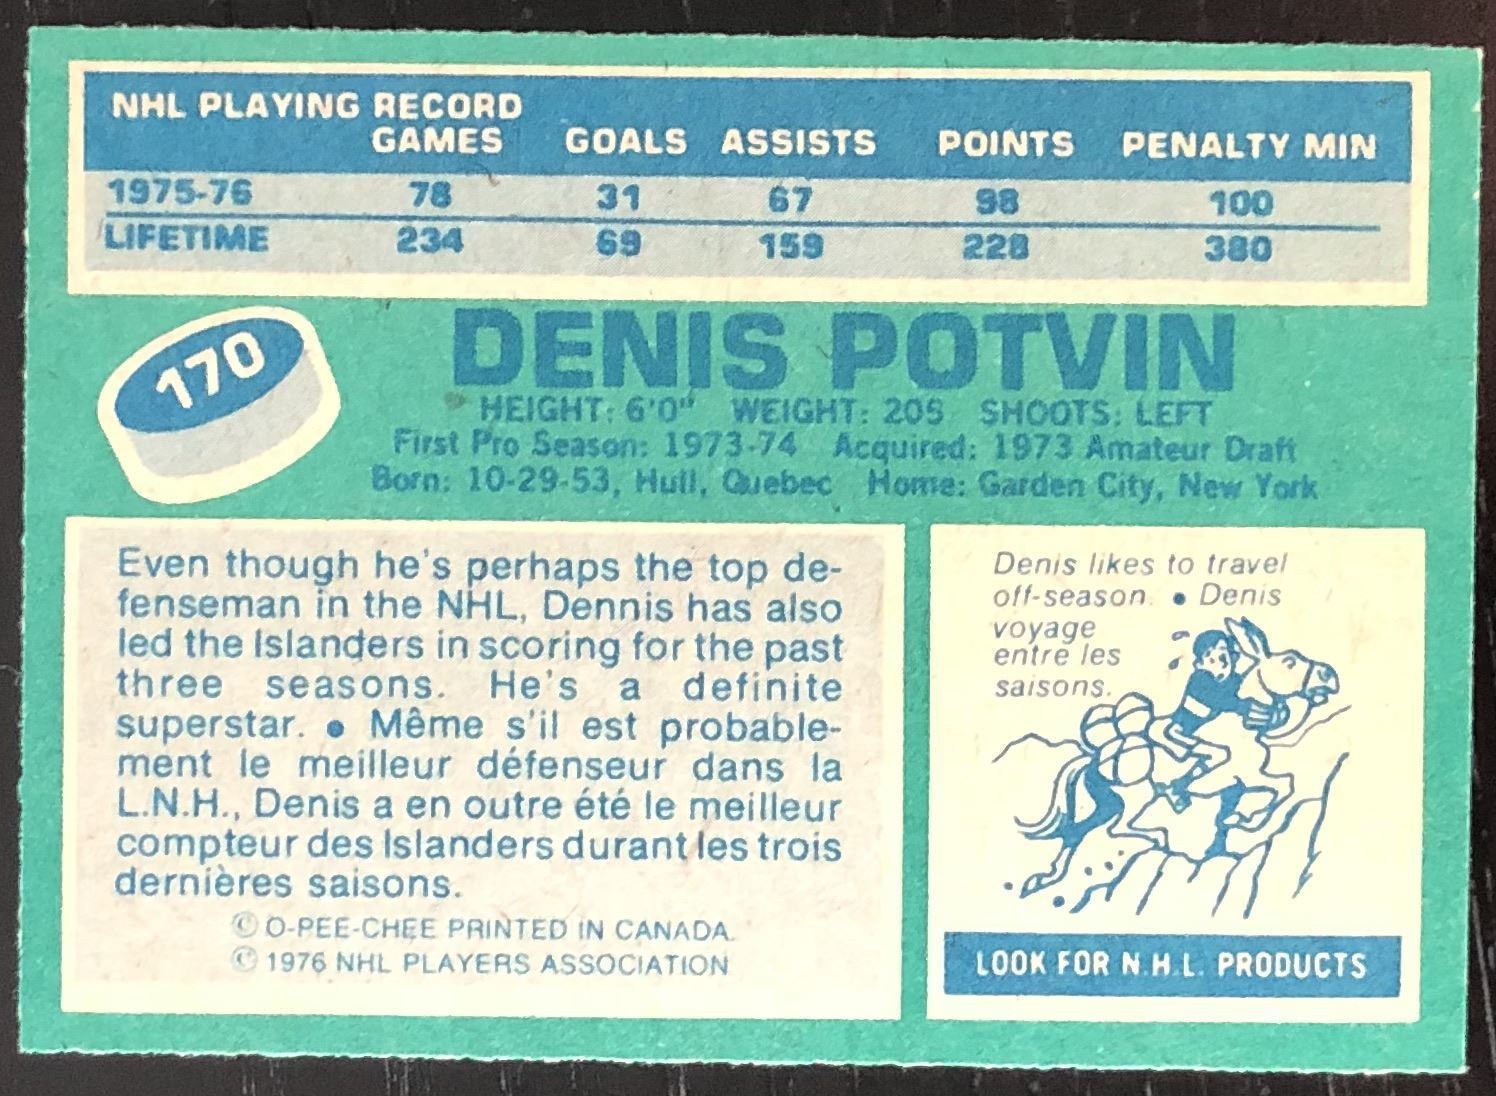 NHL PLAYING RECORD
GAMES GOALS ASSISTS POINTS PENALTY MIN
1975-76 78 31 67 98 100
LIFETIME 234 69 159 228 380
170
DENIS POTVIN
HEIGHT: 6'0" WEIGHT: 205 SHOOTS: LEFT
First Pro Season: 1973-74 Acquired: 1973 Amateur Draft
Born: 10-29-53, Hull, Quebec Home: Garden City, New York
Even though he's perhaps the top de-
fenseman in the NHL, Dennis has also
led the Islanders in scoring for the past
three seasons. He's a definite
superstar. • Même s'il est probable-
ment le meilleur défenseur dans la
L.N.H., Denis a en outre été le meilleur
compteur des Islanders durant les trois
dernières saisons.
© O-PEE-CHEE PRINTED IN CANADA
© 1976 NHL PLAYERS ASSOCIATION
Denis likes to travel
off-season. • Denis
voyage
entre les
saisons.
LOOK FOR N.H.L. PRODUCTS